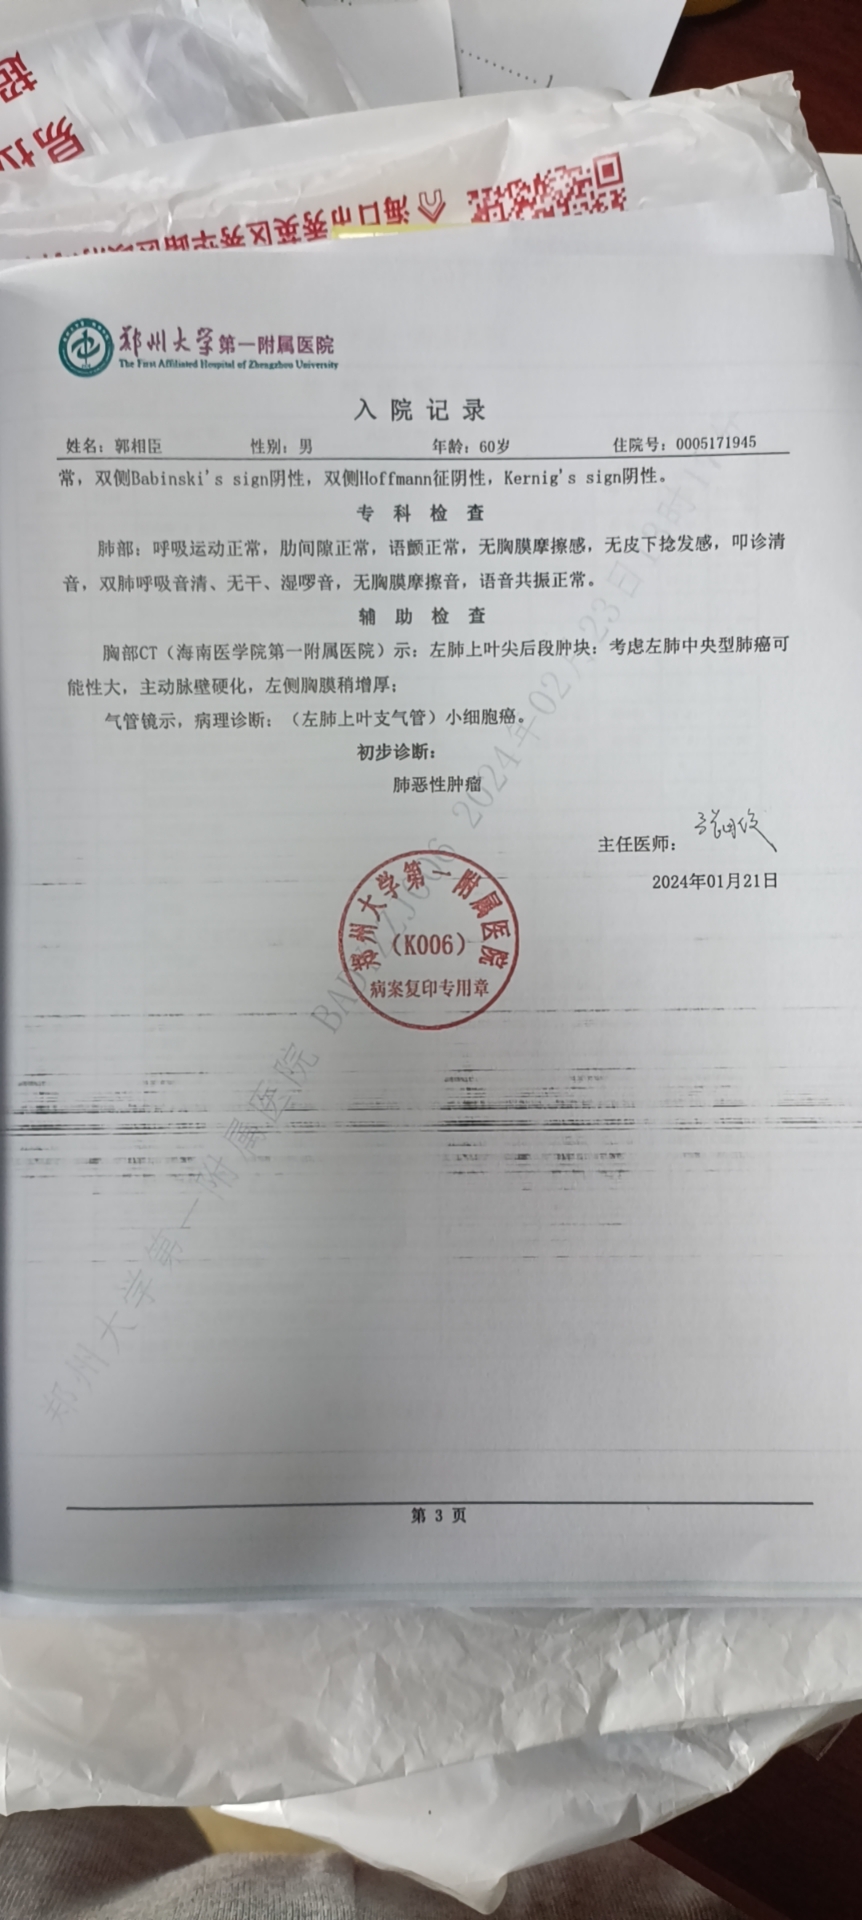 超
易
海口市秀英区秀华路
郑州大学第一附属医院
The First Affiliated Hospital of Zhengzhou University
入院记录
姓名：郭相臣 性别：男 年龄：60岁 住院号：0005171945
常，双侧Babinski's sign阴性，双侧Hoffmann征阴性，Kernig's sign阴性。
专科检查
肺部：呼吸运动正常，肋间隙正常，语颤正常，无胸膜摩擦感，无皮下捻发感，叩诊清
音，双肺呼吸音清、无干、湿啰音，无胸膜摩擦音，语音共振正常。
辅助检查
胸部CT（海南医学院第一附属医院）示：左肺上叶尖后段肿块：考虑左肺中央型肺癌可
能性大，主动脉壁硬化，左侧胸膜稍增厚；
气管镜示，病理诊断：（左肺上叶支气管）小细胞癌。
初步诊断：
肺恶性肿瘤
主任医师：
2024年01月21日
郑州大学第一附属医院
（K006）
病案复印专用章
郑州大学第一附属医院 2024年02月23日
第 3 页